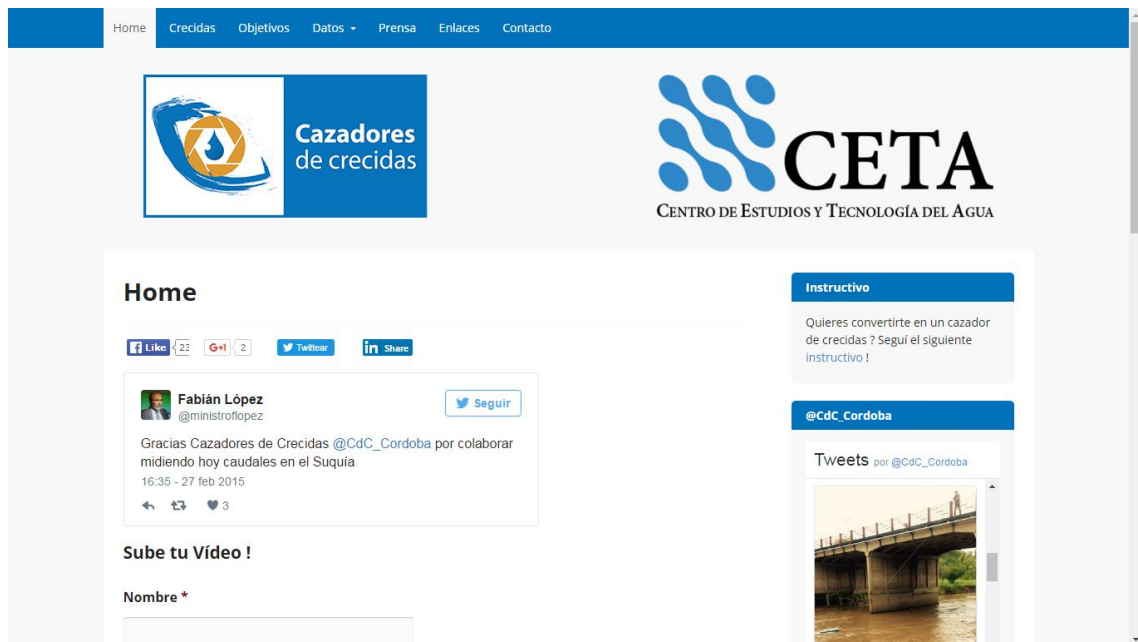 Home Crecidas Objetivos Datos Prensa Enlaces Contacto
Cazadores
de crecidas
CETA
CENTRO DE ESTUDIOS Y TECNOLOGÍA DEL AGUA
Home
Like 23 G+1 2 Twittear in Share
Fabián López
@ministroflopez
Seguir
Gracias Cazadores de Crecidas @CdC_Cordoba por colaborar
midiendo hoy caudales en el Suquía
16:35 - 27 feb 2015
3
Sube tu Vídeo !
Nombre *
Instructivo
Quieres convertirte en un cazador
de crecidas ? Seguí el siguiente
instructivo !
@CdC_Cordoba
Tweets por @CdC_Cordoba